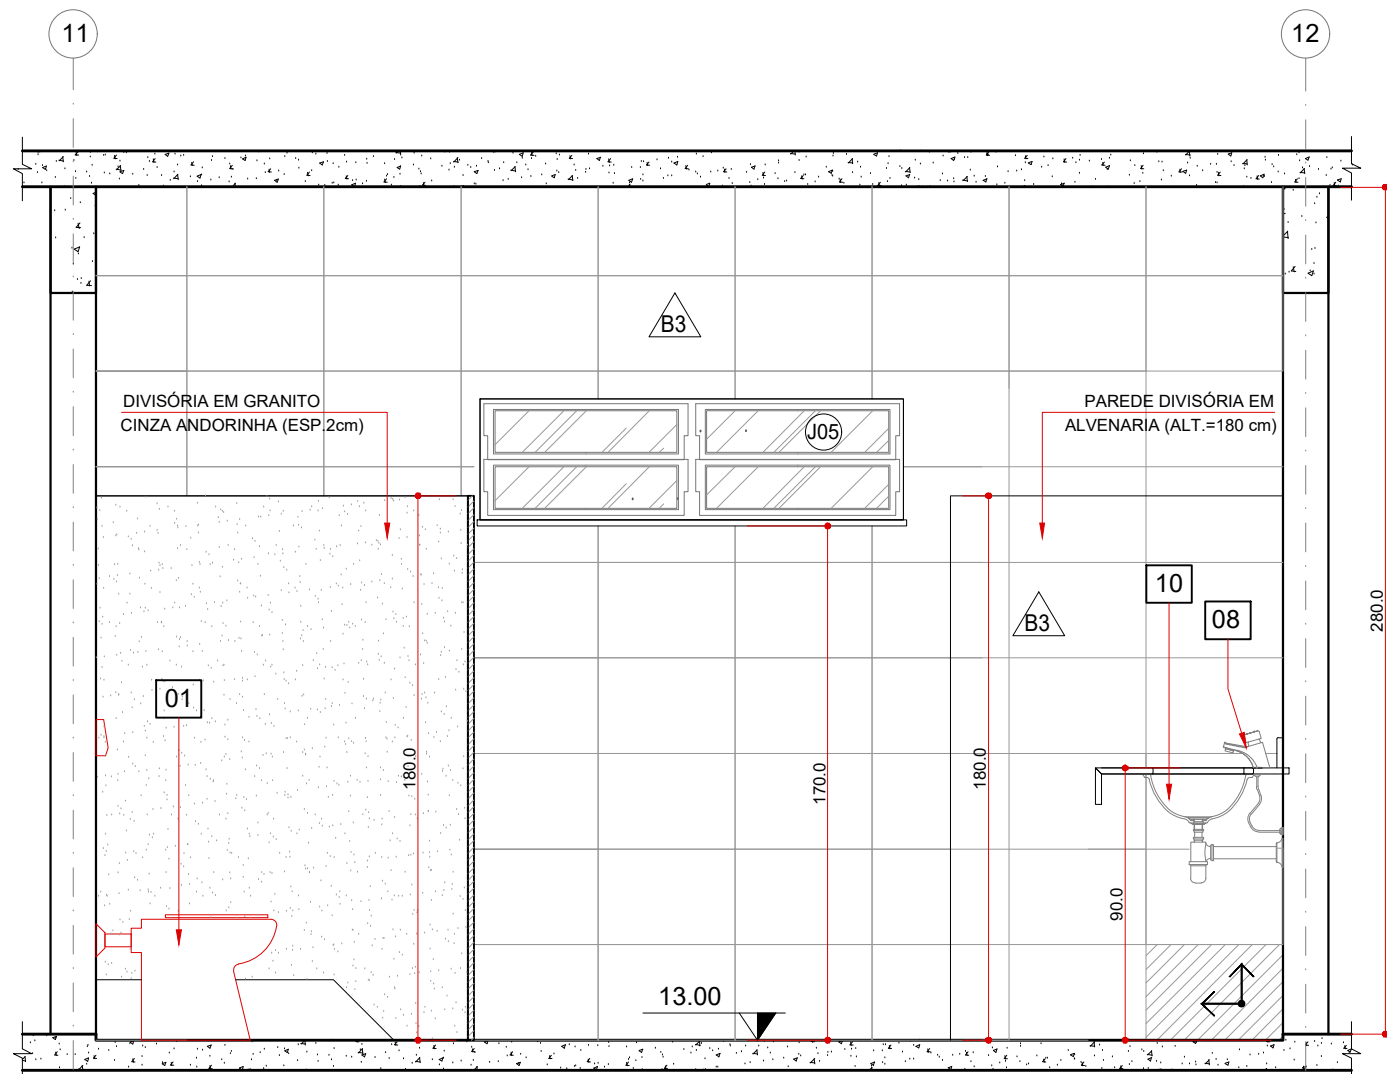 11
12
B3
DIVISÓRIA EM GRANITO
CINZA ANDORINHA (ESP.2cm)
PAREDE DIVISÓRIA EM
ALVENARIA (ALT.=180 cm)
J05
10
08
B3
280.0
01
180.0
170.0
180.0
90.0
13.00